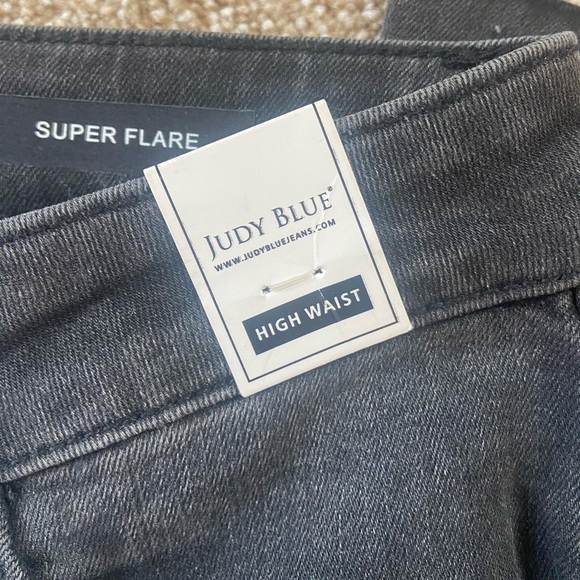 SUPER FLARE
JUDY BLUE®
WWW.JUDYBLUEJEANS.COM
HIGH WAIST